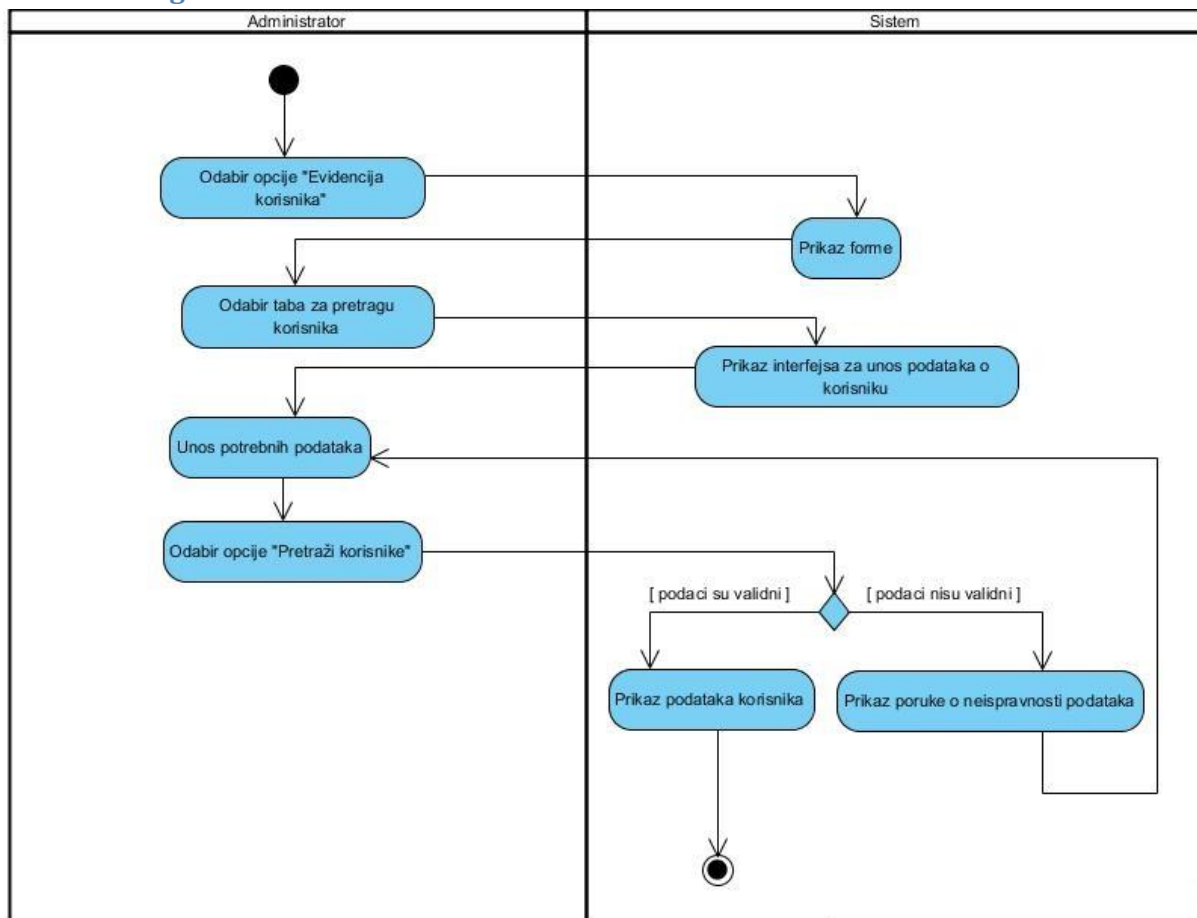 Administrator
Sistem
Odabir opcije "Evidencija
korisnika"
Prikaz forme
Odabir taba za pretragu
korisnika
Prikaz interfejsa za unos podataka o
korisniku
Unos potrebnih podataka
Odabir opcije "Pretraži korisnike"
[ podaci su validni ]
[ podaci nisu validni ]
Prikaz podataka korisnika
Prikaz poruke o neispravnosti podataka